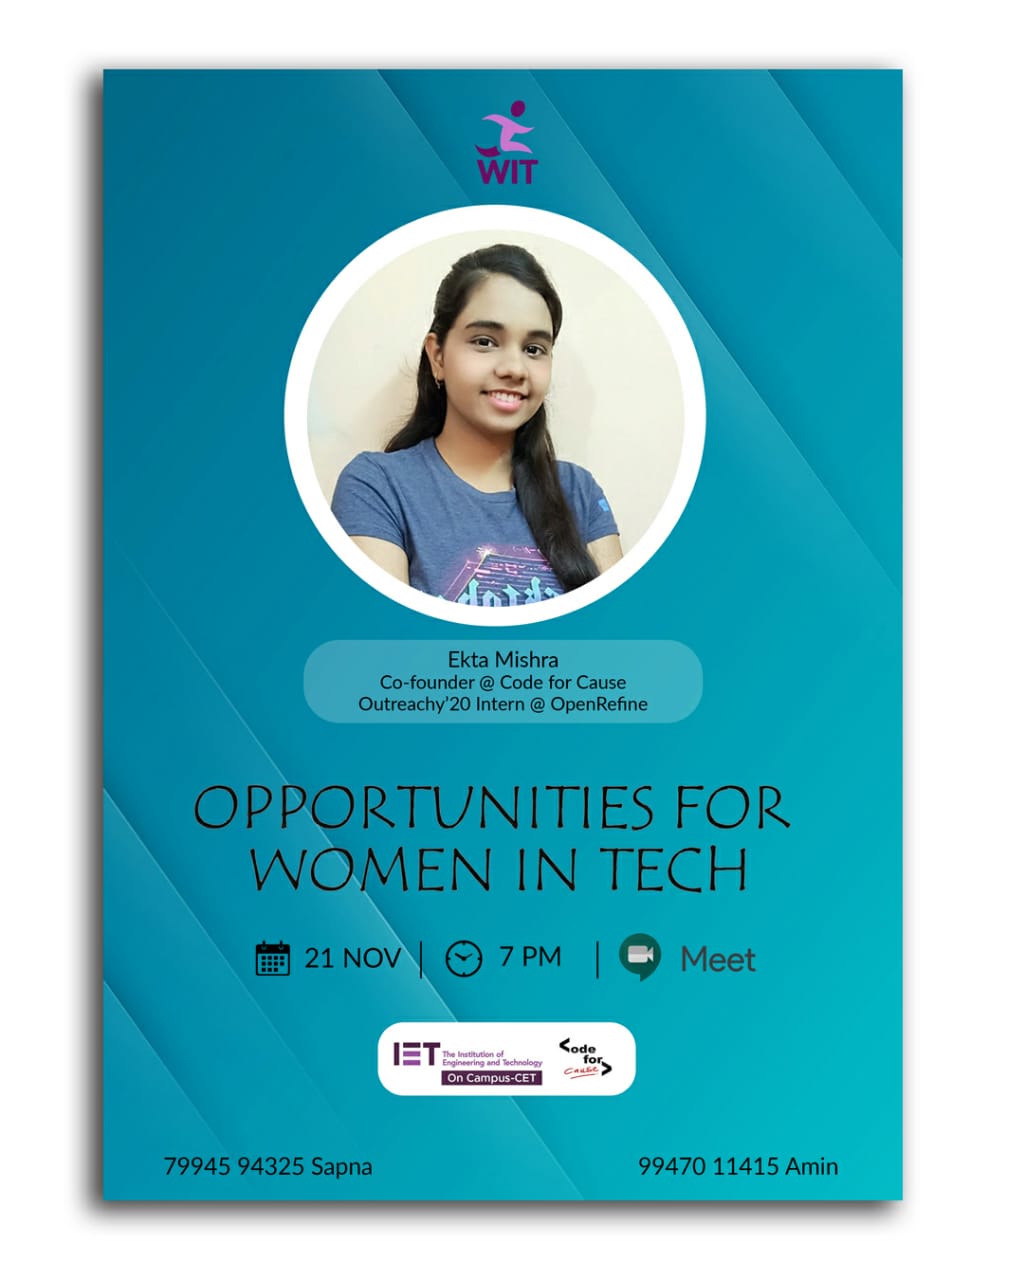 WIT
Ekta Mishra
Co-founder @ Code for Cause
Outreachy'20 Intern @ OpenRefine
OPPORTUNITIES FOR
WOMEN IN TECH
21 NOV | 7 PM | Meet
IET The Institution of
Engineering and Technology
On Campus-CET
<ode
for>
CAUSE
79945 94325 Sapna
99470 11415 Amin